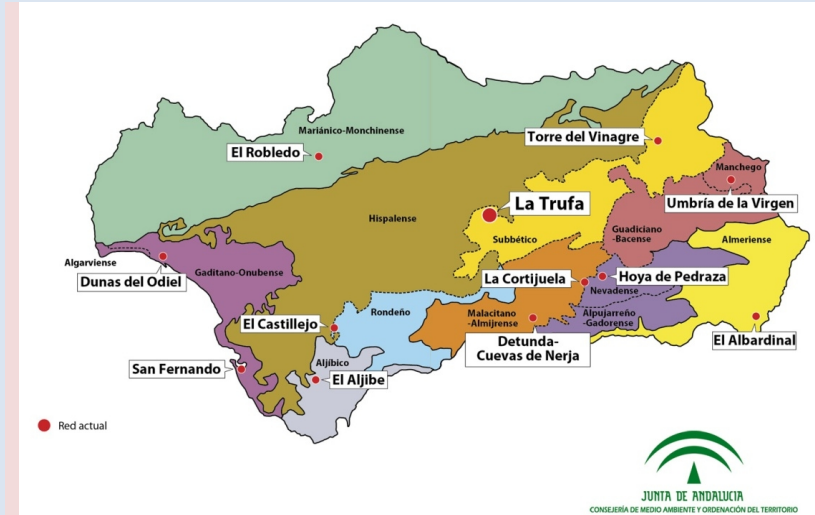 Mariánico-Monchinense
El Robledo
Torre del Vinagre
Manchego
Umbría de la Virgen
La Trufa
Hispalense
Subbético
Guadiciano
-Bacense
Almeriense
Algarviense
Dunas del Odiel
Gaditano-Onubense
La Cortijuela
Hoya de Pedraza
Nevadense
El Castillejo
Rondeño
Malacitano
-Almijrense
Alpujarreño
-Gadorense
El Albardinal
Detunda-
Cuevas de Nerja
San Fernando
Aljíbico
El Aljibe
Red actual
JUNTA DE ANDALUCIA
CONSEJERÍA DE MEDIO AMBIENTE Y ORDENACIÓN DEL TERRITORIO